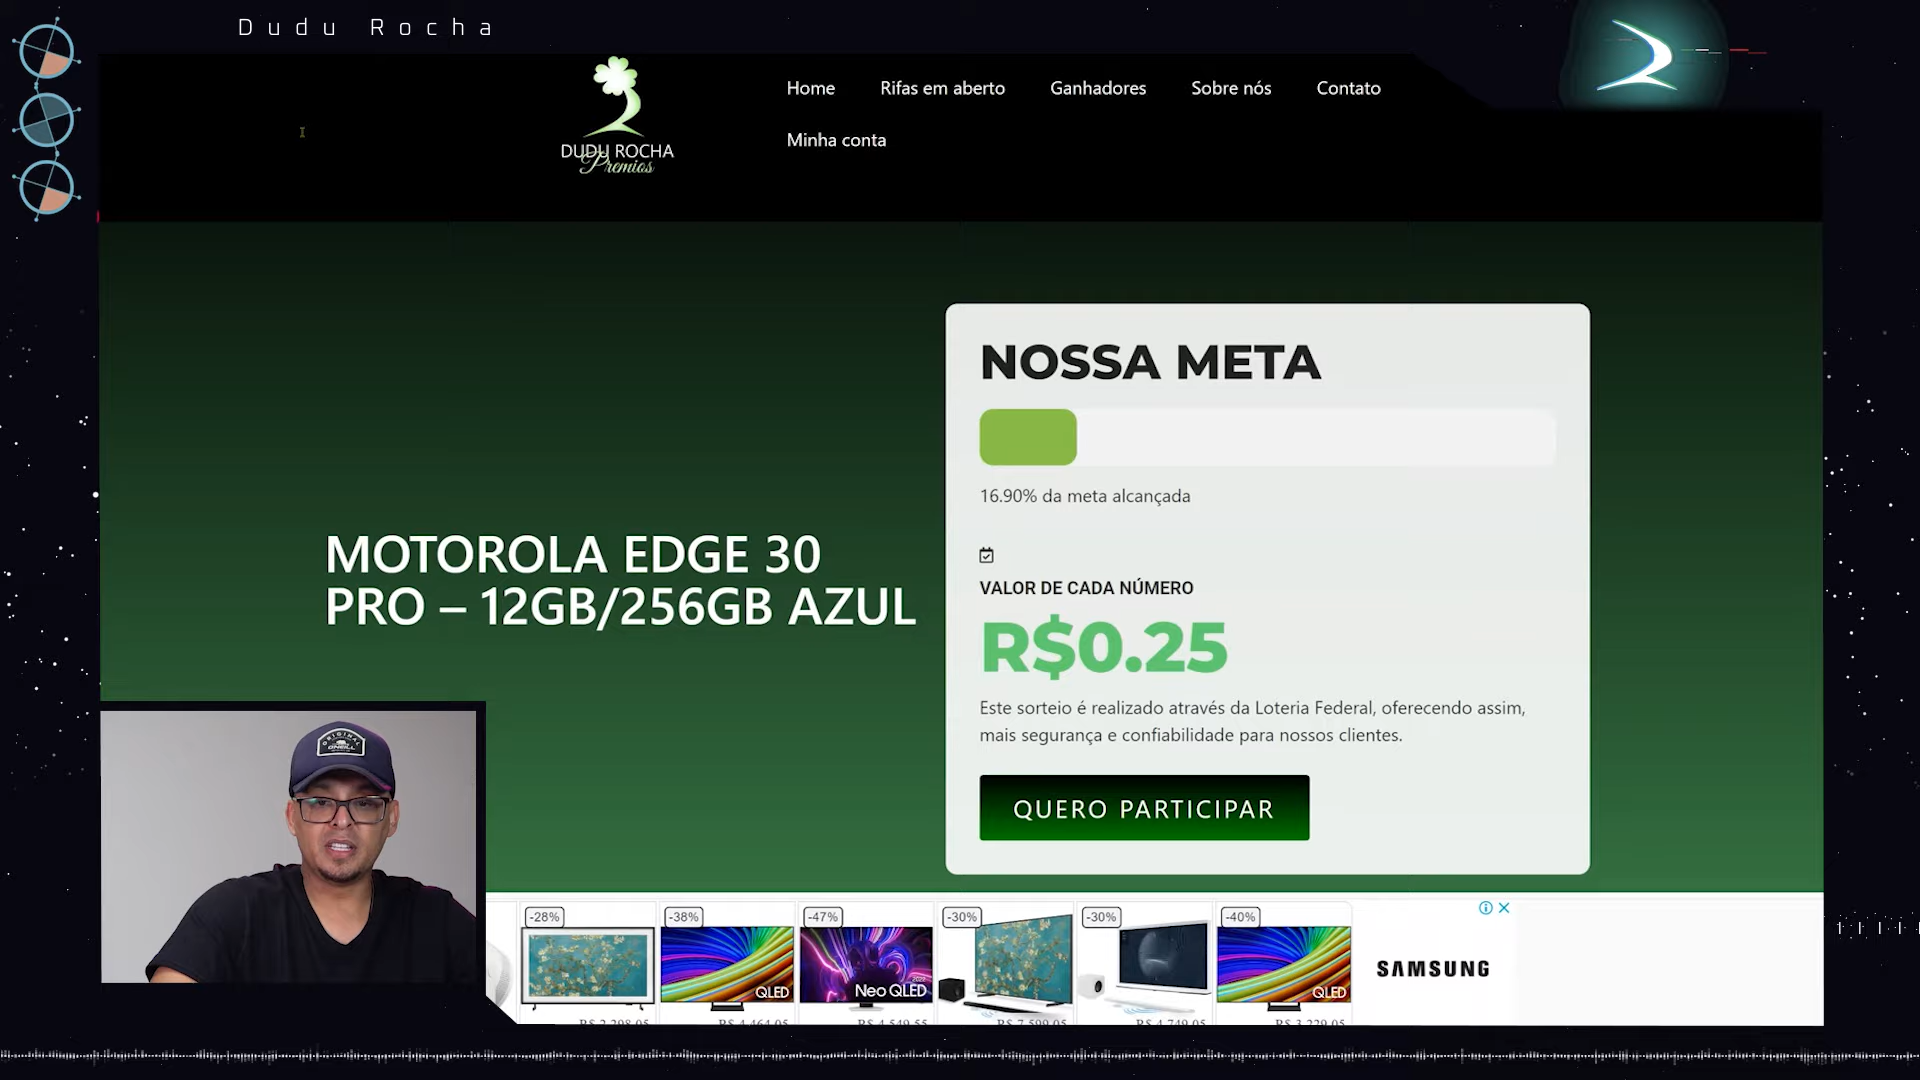 Dudu Rocha
DUDU ROCHA
Premios
Home Rifas em aberto Ganhadores Sobre nós Contato
Minha conta
NOSSA META
16.90% da meta alcançada
MOTOROLA EDGE 30
PRO – 12GB/256GB AZUL
VALOR DE CADA NÚMERO
R$0.25
Este sorteio é realizado através da Loteria Federal, oferecendo assim,
mais segurança e confiabilidade para nossos clientes.
QUERO PARTICIPAR
ORIGINAL
O'NEILL
-28% -38% -47% -30% -30% -40%
QLED Neo QLED QLED
SAMSUNG